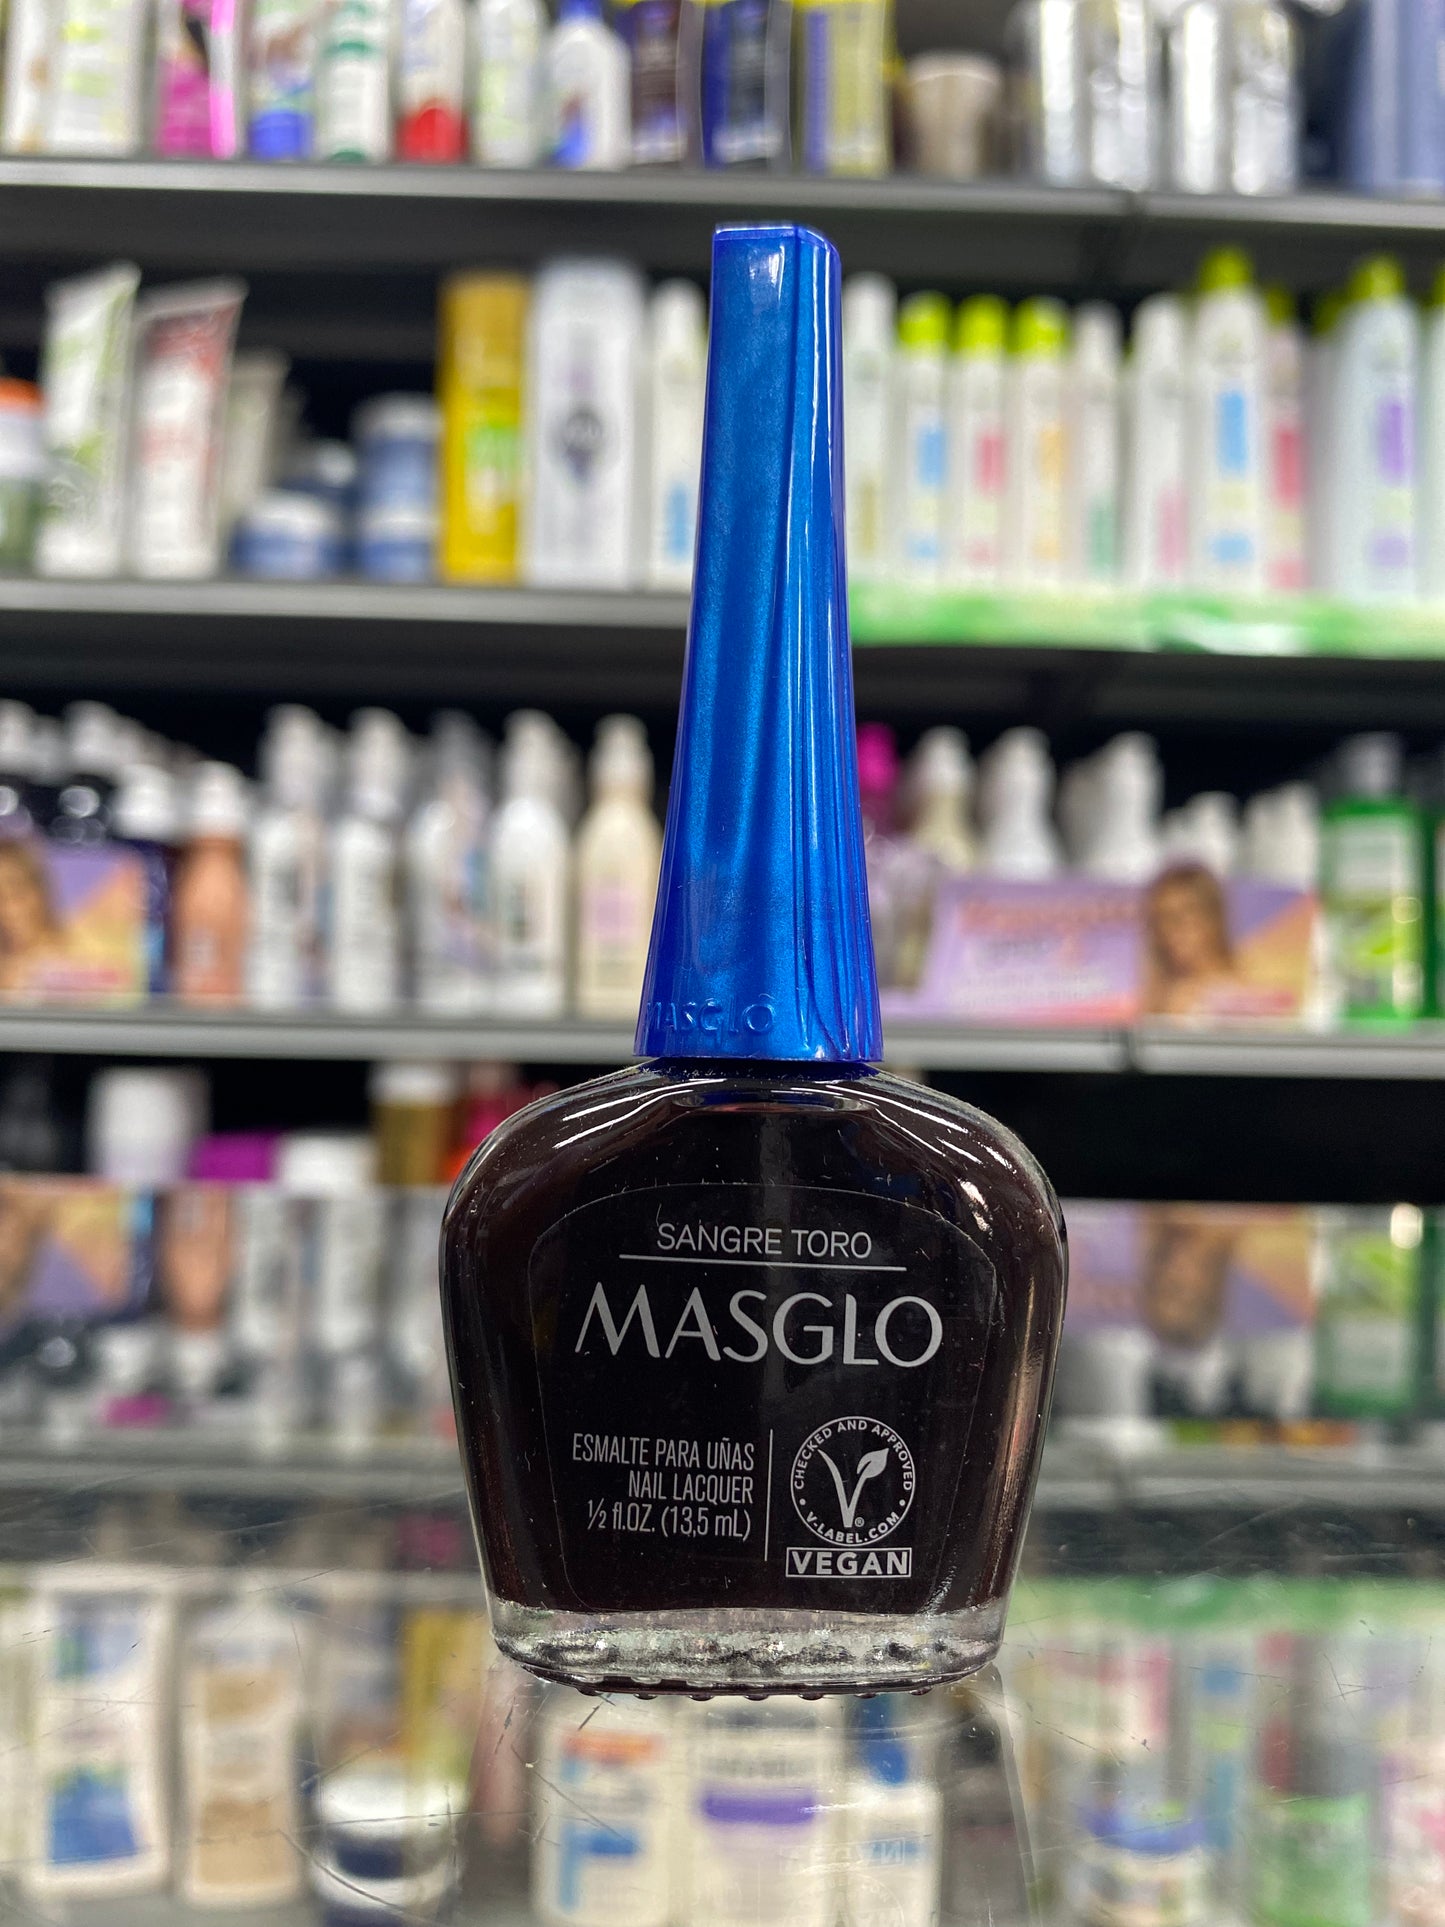 MASGLO
SANGRE TORO
MASGLO
ESMALTE PARA UÑAS
NAIL LACQUER
½ fl.OZ. (13,5 mL)
CHECKED AND APPROVED
• V-LABEL.COM •
®
VEGAN